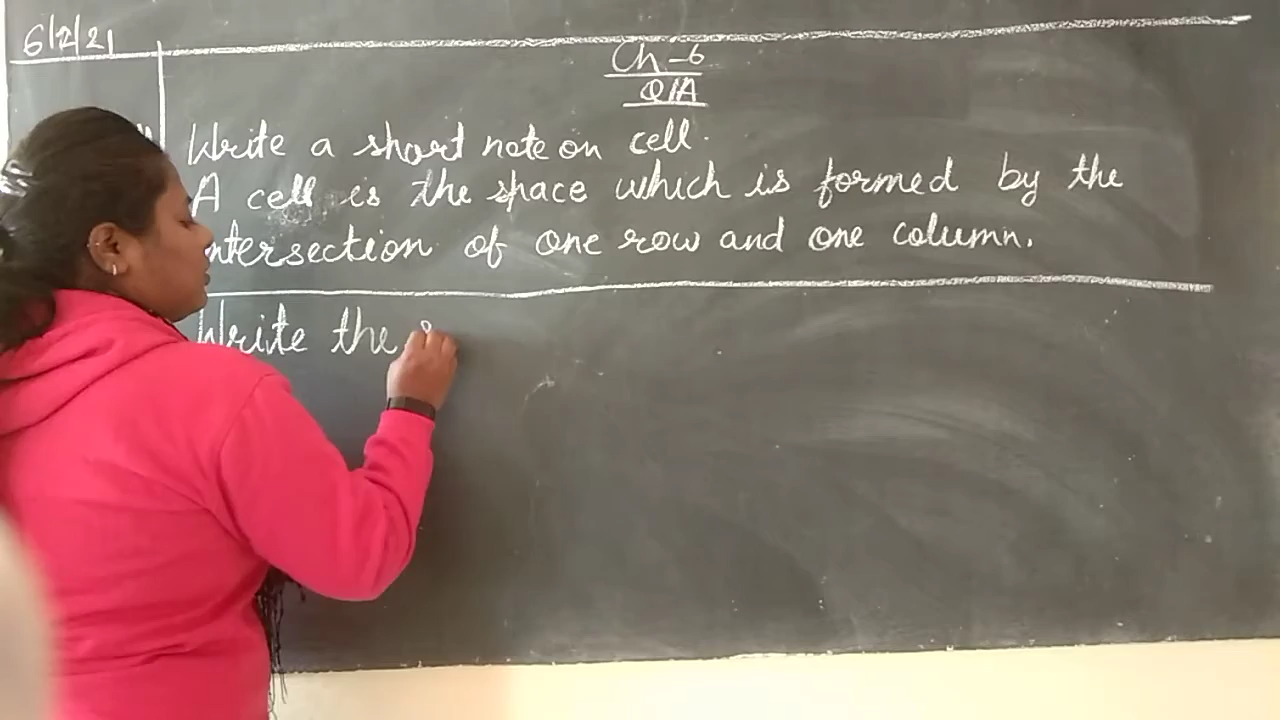 6/2/21
Ch-6
Q/A
Write a short note on cell.
A cell is the space which is formed by the
ntersection of one row and one column.
Write the